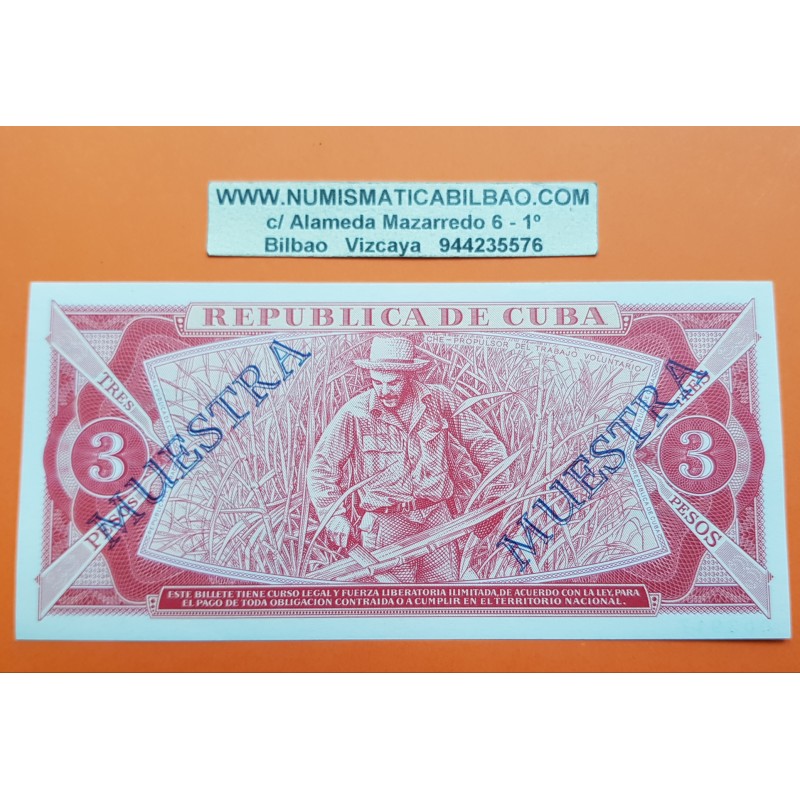 WWW.NUMISMATICABILBAO.COM
c/ Alameda Mazarredo 6 - 1º
Bilbao Vizcaya 944235576
REPUBLICA DE CUBA
CHE-PROPULSOR DEL TRABAJO VOLUNTARIO
TRES
TRES
MUESTRA
MUESTRA
3
3
PESOS
PESOS
ESTE BILLETE TIENE CURSO LEGAL Y FUERZA LIBERATORIA ILIMITADA, DE ACUERDO CON LA LEY, PARA
EL PAGO DE TODA OBLIGACION CONTRAIDA O A CUMPLIR EN EL TERRITORIO NACIONAL.